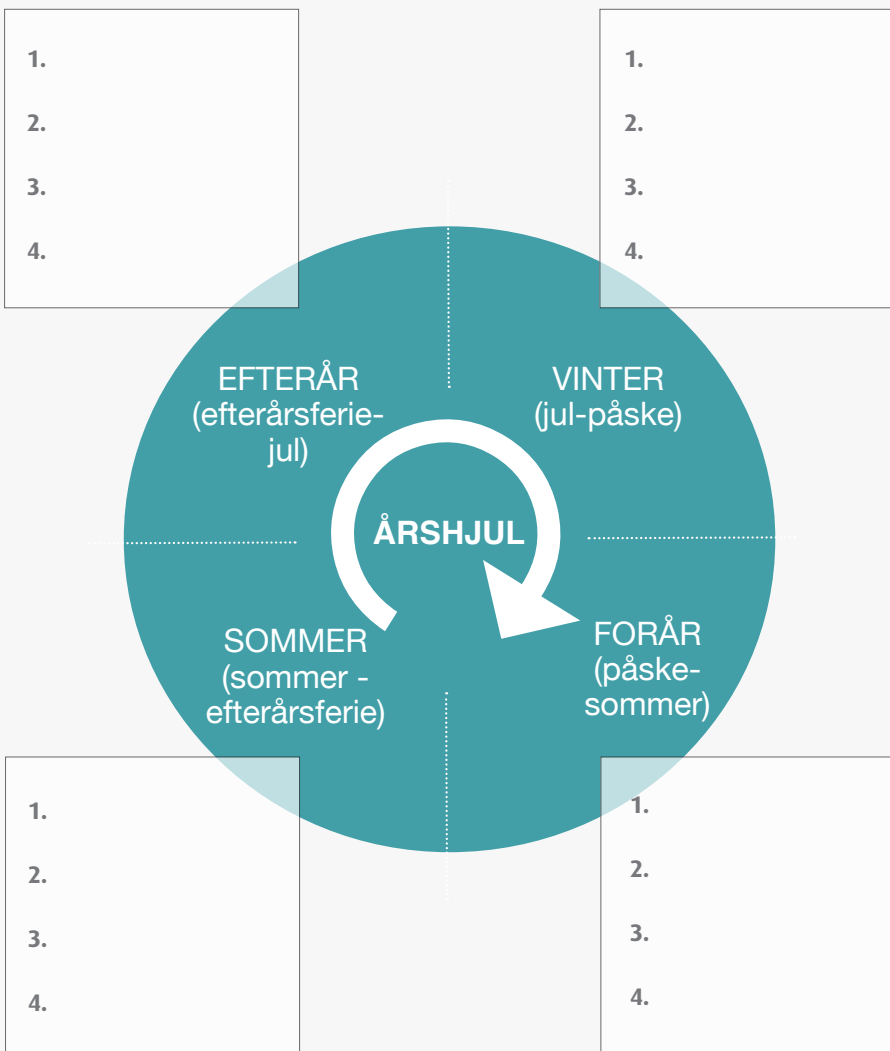 1.
2.
3.
4.
1.
2.
3.
4.
EFTERÅR
(efterårsferie-
jul)
VINTER
(jul-påske)
ÅRSHJUL
SOMMER
(sommer -
efterårsferie)
FORÅR
(påske-
sommer)
1.
2.
3.
4.
1.
2.
3.
4.